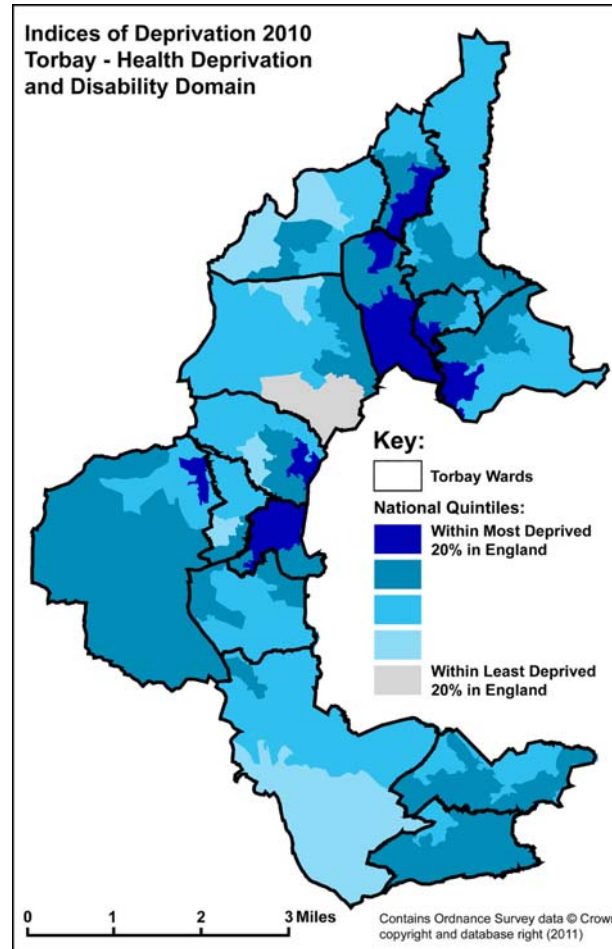 Indices of Deprivation 2010
Torbay - Health Deprivation
and Disability Domain
Key:
Torbay Wards
National Quintiles:
Within Most Deprived
20% in England
Within Least Deprived
20% in England
0 1 2 3 Miles
Contains Ordnance Survey data © Crown
copyright and database right (2011)